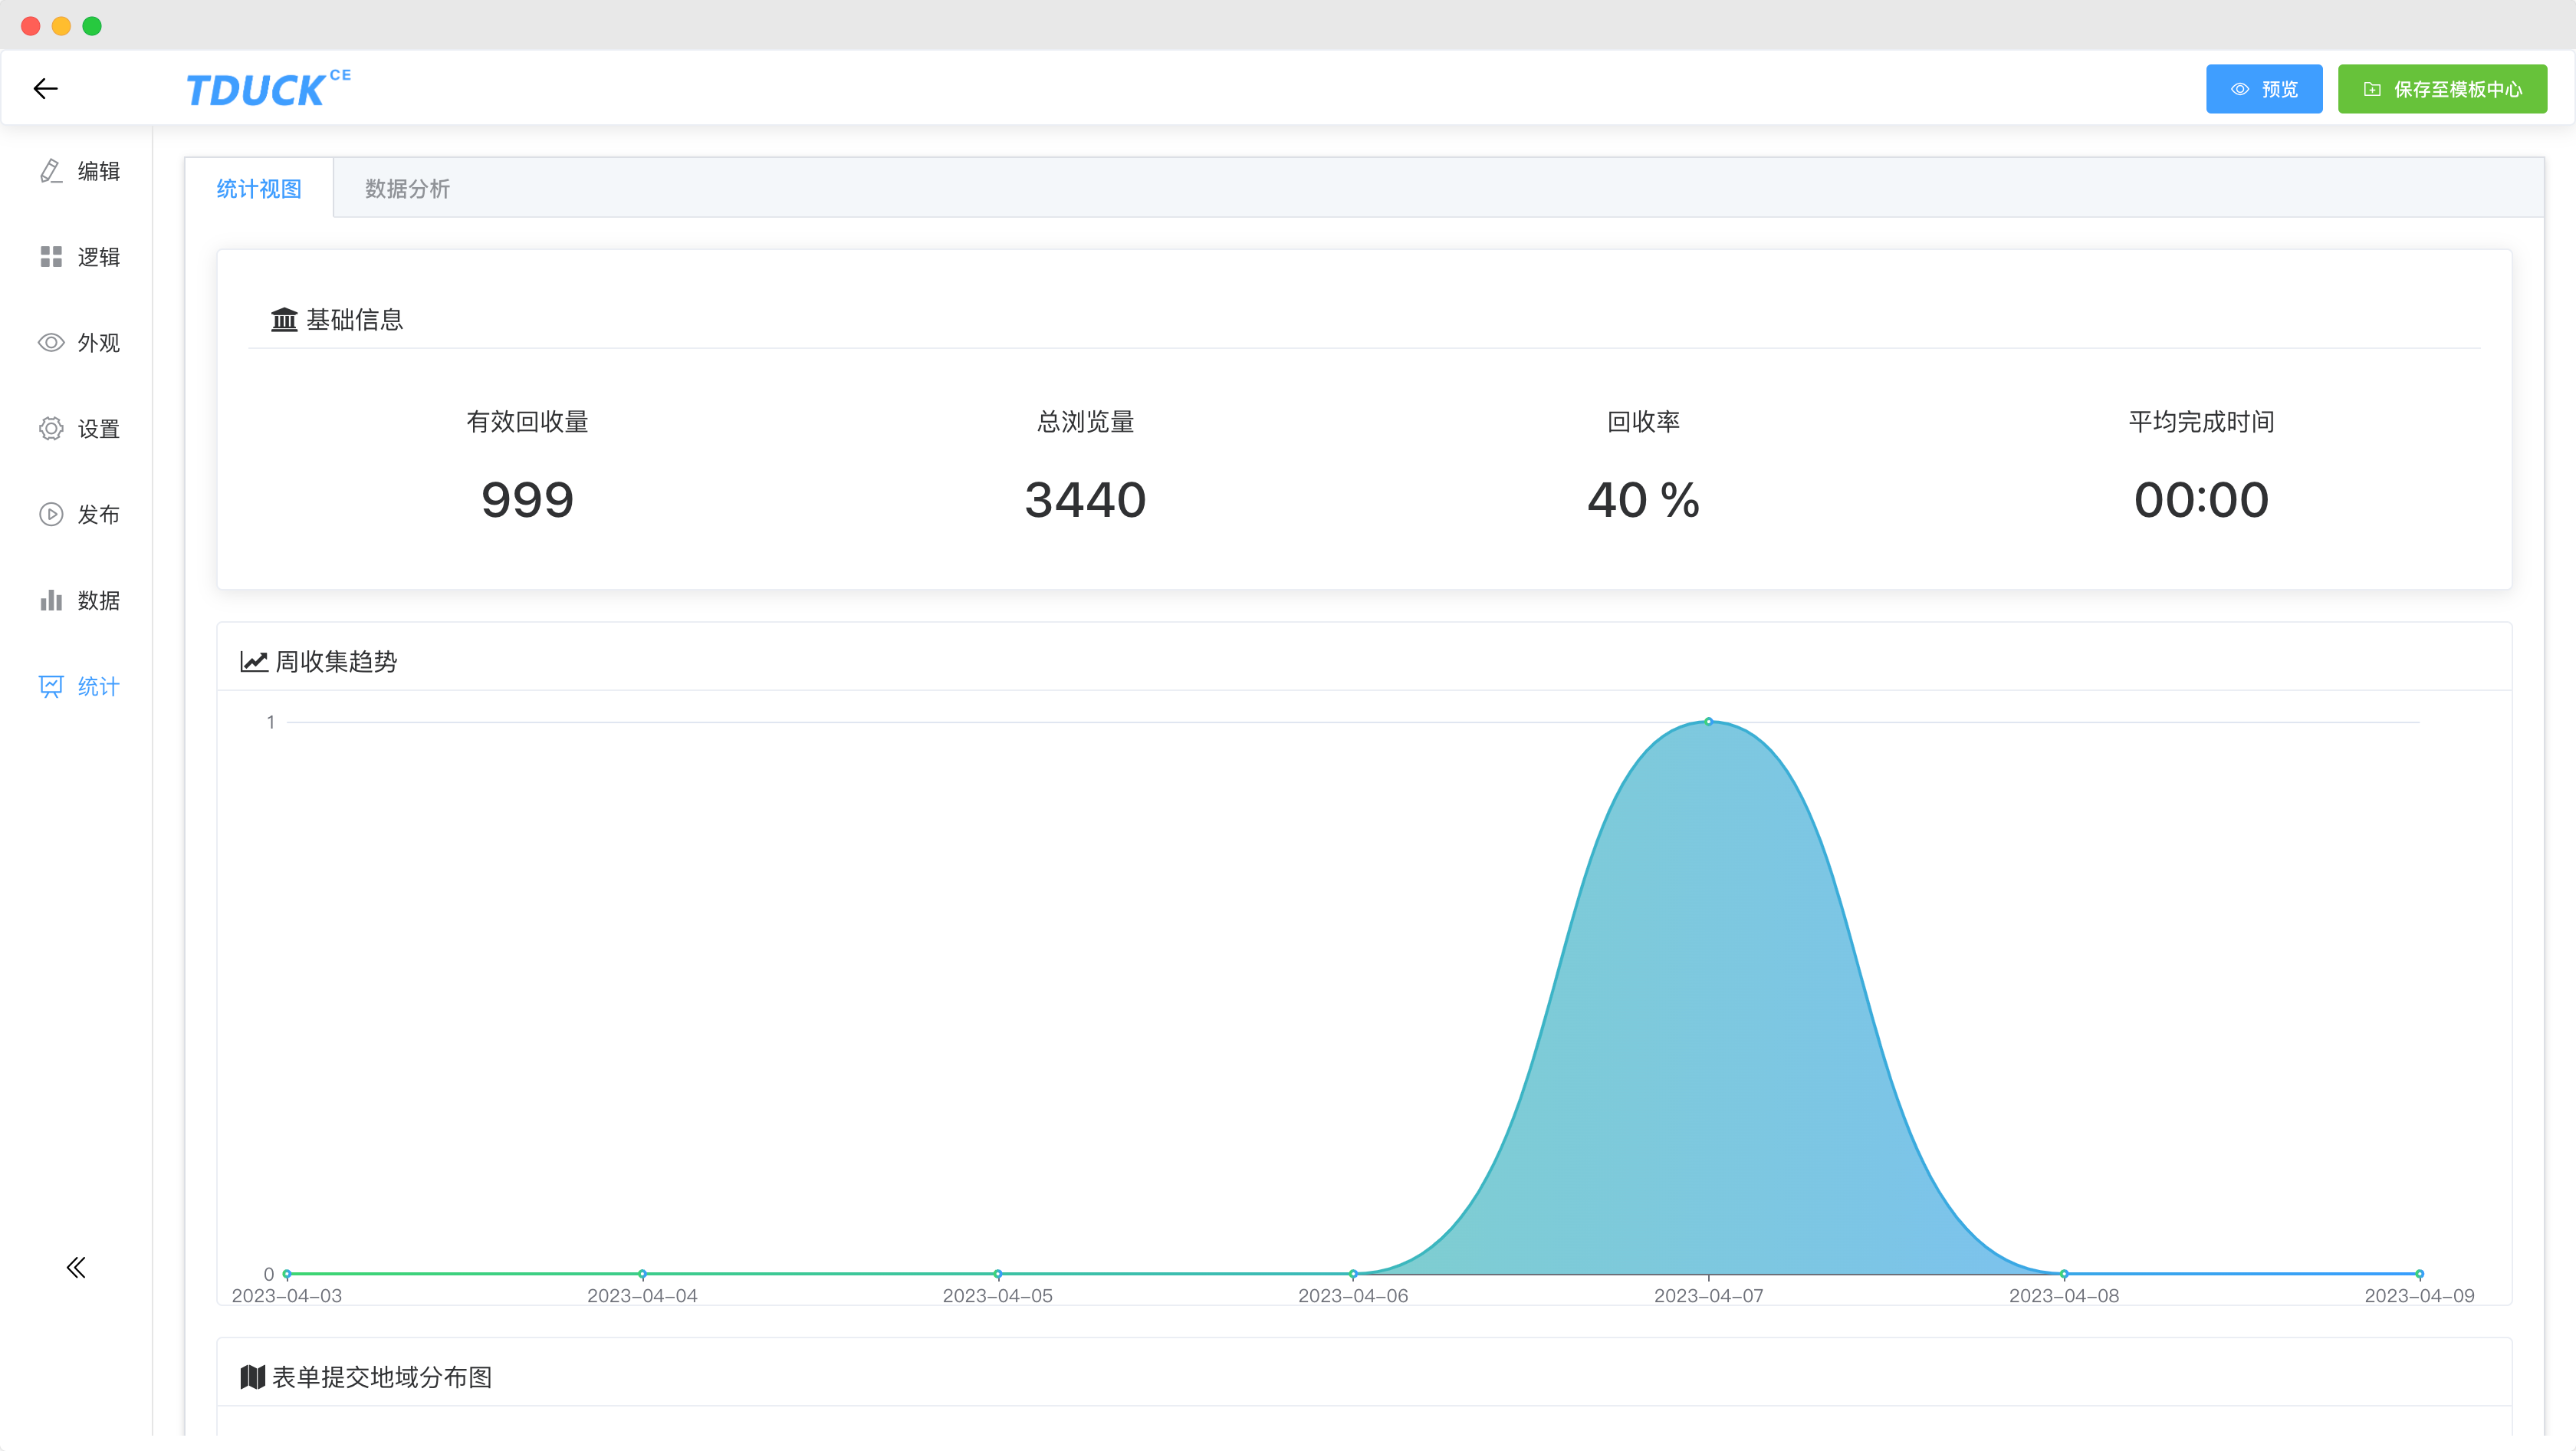 TDUCK CE
预览
保存至模板中心
编辑
逻辑
外观
设置
发布
数据
统计
统计视图
数据分析
基础信息
有效回收量
总浏览量
回收率
平均完成时间
999
3440
40 %
00:00
周收集趋势
1
0
2023-04-03
2023-04-04
2023-04-05
2023-04-06
2023-04-07
2023-04-08
2023-04-09
表单提交地域分布图